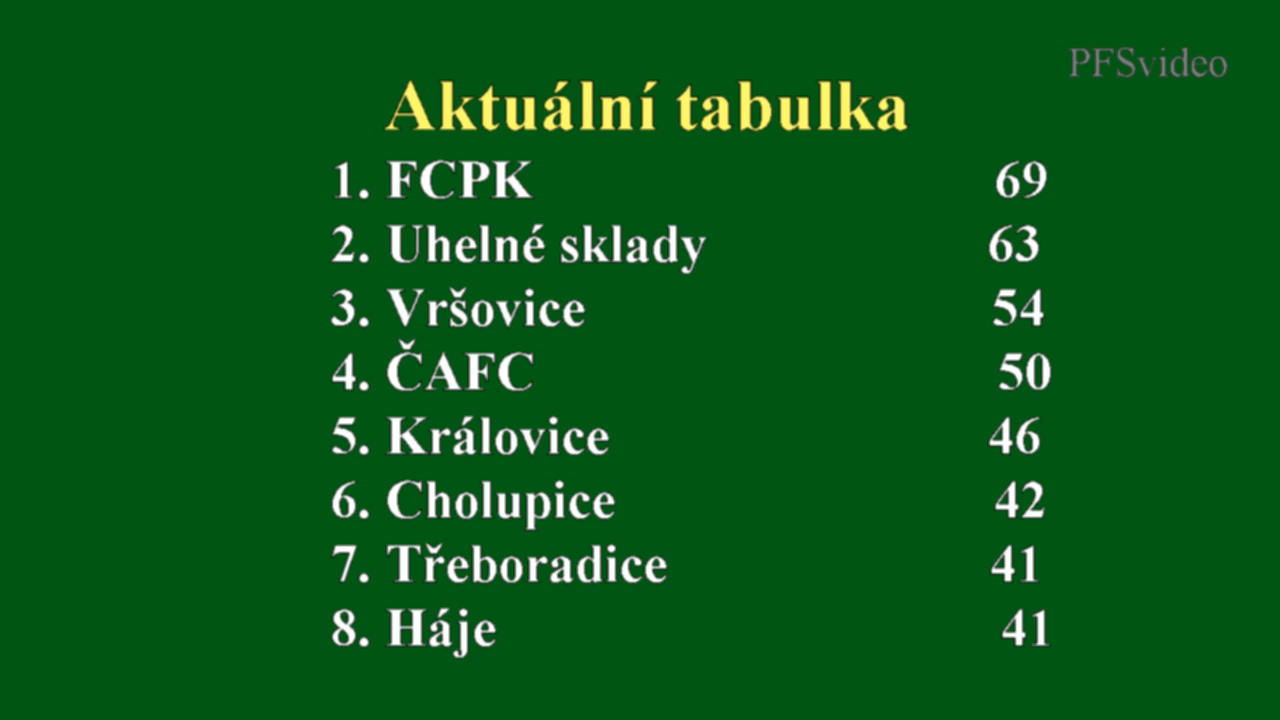 PFSvideo
Aktuální tabulka
1. FCPK 69
2. Uhelné sklady 63
3. Vršovice 54
4. ČAFC 50
5. Královice 46
6. Cholupice 42
7. Třeboradice 41
8. Háje 41